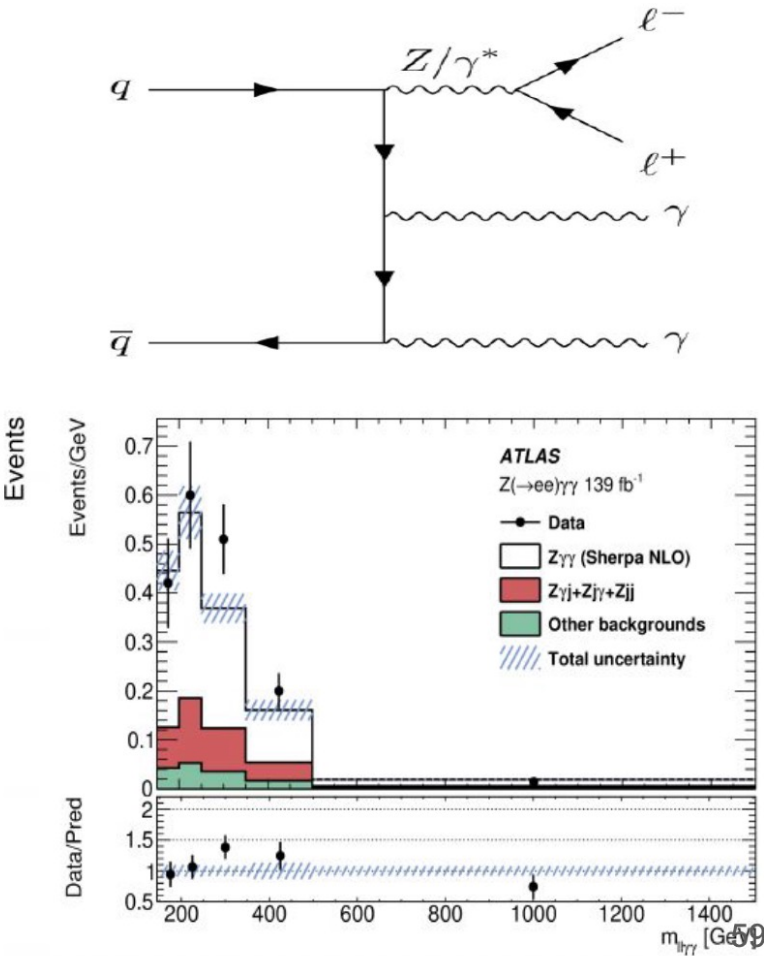 ℓ⁻
Z/γ*
q
ℓ⁺
γ
q̅
γ
Events
Events/GeV
0.7
0.6
0.5
0.4
0.3
0.2
0.1
0
ATLAS
Z(→ee)γγ 139 fb⁻¹
Data
Zγγ (Sherpa NLO)
Zγj+Zjγ+Zjj
Other backgrounds
Total uncertainty
Data/Pred
2
1.5
1
0.5
200 400 600 800 1000 1200 1400
m_llγγ [GeV]
59